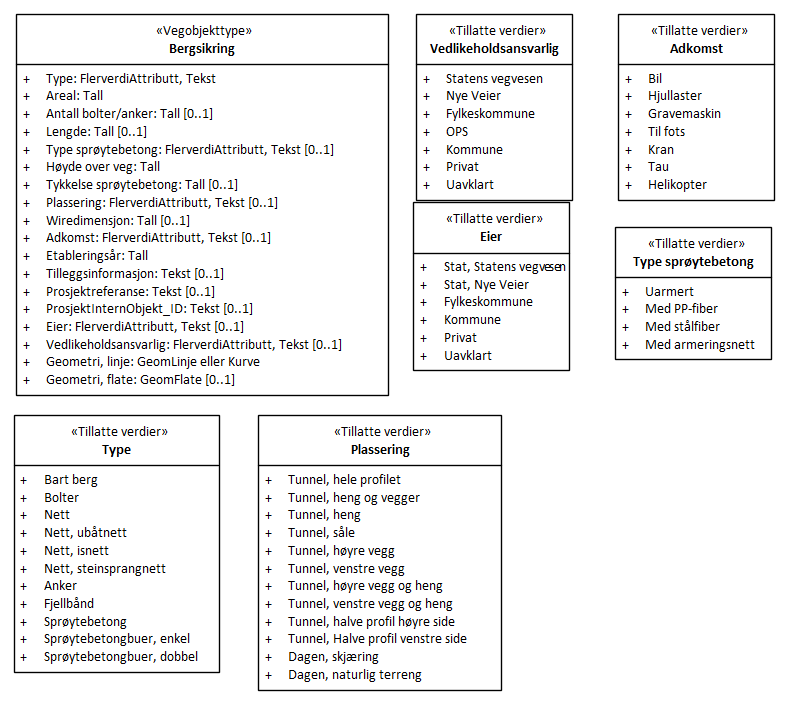 «Vegobjekttype»
Bergsikring
+ Type: FlerverdiAttributt, Tekst
+ Areal: Tall
+ Antall bolter/anker: Tall [0..1]
+ Lengde: Tall [0..1]
+ Type sprøytebetong: FlerverdiAttributt, Tekst [0..1]
+ Høyde over veg: Tall
+ Tykkelse sprøytebetong: Tall [0..1]
+ Plassering: FlerverdiAttributt, Tekst [0..1]
+ Wiredimensjon: Tall [0..1]
+ Adkomst: FlerverdiAttributt, Tekst [0..1]
+ Etableringsår: Tall
+ Tilleggsinformasjon: Tekst [0..1]
+ Prosjektreferanse: Tekst [0..1]
+ ProsjektInternObjekt_ID: Tekst [0..1]
+ Eier: FlerverdiAttributt, Tekst [0..1]
+ Vedlikeholdsansvarlig: FlerverdiAttributt, Tekst [0..1]
+ Geometri, linje: GeomLinje eller Kurve
+ Geometri, flate: GeomFlate [0..1]
«Tillatte verdier»
Vedlikeholdsansvarlig
+ Statens vegvesen
+ Nye Veier
+ Fylkeskommune
+ OPS
+ Kommune
+ Privat
+ Uavklart
«Tillatte verdier»
Adkomst
+ Bil
+ Hjullaster
+ Gravemaskin
+ Til fots
+ Kran
+ Tau
+ Helikopter
«Tillatte verdier»
Eier
+ Stat, Statens vegvesen
+ Stat, Nye Veier
+ Fylkeskommune
+ Kommune
+ Privat
+ Uavklart
«Tillatte verdier»
Type sprøytebetong
+ Uarmert
+ Med PP-fiber
+ Med stålfiber
+ Med armeringsnett
«Tillatte verdier»
Type
+ Bart berg
+ Bolter
+ Nett
+ Nett, ubåtnett
+ Nett, isnett
+ Nett, steinsprangnett
+ Anker
+ Fjellbånd
+ Sprøytebetong
+ Sprøytebetongbuer, enkel
+ Sprøytebetongbuer, dobbel
«Tillatte verdier»
Plassering
+ Tunnel, hele profilet
+ Tunnel, heng og vegger
+ Tunnel, heng
+ Tunnel, såle
+ Tunnel, høyre vegg
+ Tunnel, venstre vegg
+ Tunnel, høyre vegg og heng
+ Tunnel, venstre vegg og heng
+ Tunnel, halve profil høyre side
+ Tunnel, Halve profil venstre side
+ Dagen, skjæring
+ Dagen, naturlig terreng